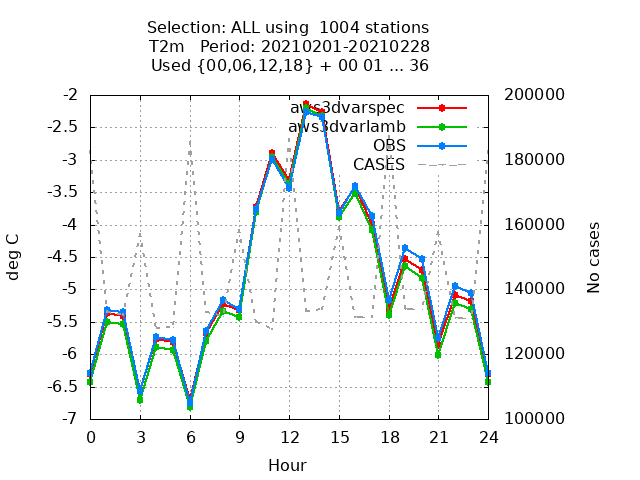 Selection: ALL using  1004 stations
T2m   Period: 20210201-20210228
Used {00,06,12,18} + 00 01 ... 36
aws3dvarspec
aws3dvarlamb
OBS
CASES
-2
-2.5
-3
-3.5
-4
-4.5
-5
-5.5
-6
-6.5
-7
deg C
200000
180000
160000
140000
120000
100000
No cases
0 3 6 9 12 15 18 21 24
Hour